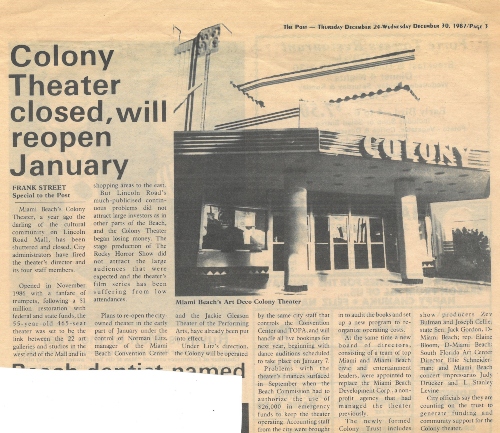 The Post — Thursday December 24-Wednesday December 30, 1987/Page 3
Colony
Theater
closed, will
reopen
January
FRANK STREET
Special to the Post
Miami Beach's Colony
Theater, a year ago the
darling of the cultural
community on Lincoln
Road Mall, has been
shuttered and closed. City
administrators have fired
the theater's director and
its four staff members.
Opened in November
1986 with a fanfare of
trumpets, following a $1
million restoration with
federal and state funds, the
55-year old 465-seat
theater was set to be the
link between the 22 art
galleries and studios at the
west end of the Mall and its
shopping areas to the east.
But Lincoln Road's
much-publicised contin-
uous problems did not
attract large investors as in
other parts of the Beach,
and the Colony Theater
began losing money. The
stage production of The
Rocky Horror Show did
not attract the large
audiences that were
expected and the theater's
film series has been
suffering from low
attendances.
Plans to re-open the city-
owned theater in the early
part of January under the
control of Norman Litz,
manager of the Miami
Beach Convention Center
COLONY
Miami Beach's Art Deco Colony Theater
and the Jackie Gleason
Theater of the Performing
Arts, have already been put
into effect.
Under Litz's direction,
the Colony will be operated
by the same city staff that
controls the Convention
Center and TOPA, and will
handle all live bookings for
next year, beginning with
dance auditions scheduled
to take place on January 7.
Problems with the
theater's finances surfaced
in September when the
Beach Commission had to
authorize the use of
$26,000 in emergency
funds to keep the theater
operating. Accounting staff
from the city were brought
in to audit the books and set
up a new program to re-
organize operating costs.
At the same time a new
board of directors,
consisting of a team of top
Miami and Miami Beach
civic and entertainment
leaders, were appointed to
replace the Miami Beach
Development Corp., a non-
profit agency that had
managed the theater
previously.
The newly formed
Colony Trust includes
show producers Zev
Bufman and Joseph Ceffir;
state Sen. Jack Gordon, D-
Miami Beach; rep. Elaine
Bloom, D-Miami Beach;
South Florida Art Center
Director, Ellie Schneider-
man; and Miami Beach
concert impresarios Judy
Drucker and L. Stanley
Levine.
City officials say they are
counting on the trust to
generate funding and
community support for the
Colony theater.
Beach dentist named